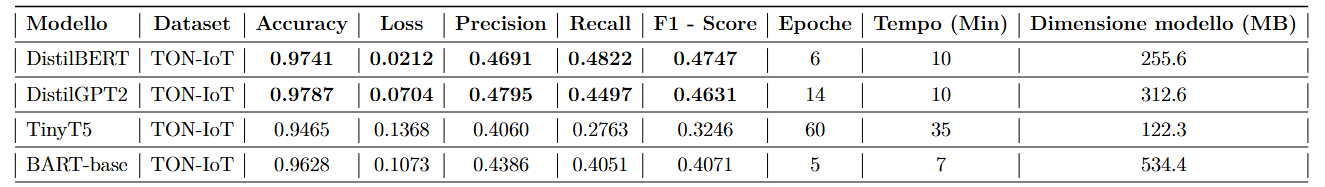 Modello Dataset Accuracy Loss Precision Recall F1 - Score Epoche Tempo (Min) Dimensione modello (MB)
DistilBERT TON-IoT 0.9741 0.0212 0.4691 0.4822 0.4747 6 10 255.6
DistilGPT2 TON-IoT 0.9787 0.0704 0.4795 0.4497 0.4631 14 10 312.6
TinyT5 TON-IoT 0.9465 0.1368 0.4060 0.2763 0.3246 60 35 122.3
BART-base TON-IoT 0.9628 0.1073 0.4386 0.4051 0.4071 5 7 534.4